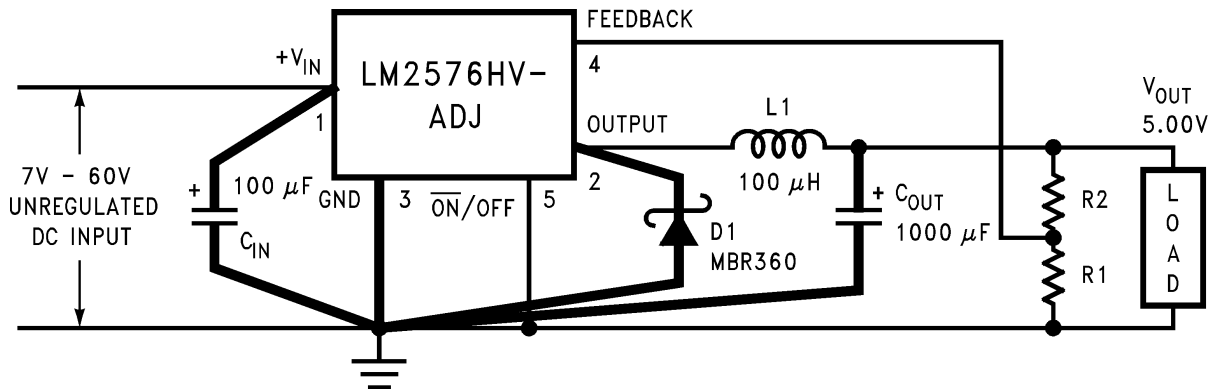 FEEDBACK
+V_IN
LM2576HV-
ADJ
4
1
OUTPUT
L1
V_OUT
5.00V
7V - 60V
UNREGULATED
DC INPUT
+
100 μF
GND
3
ON/OFF
5
2
100 μH
+
C_OUT
1000 μF
R2
LOAD
C_IN
D1
MBR360
R1